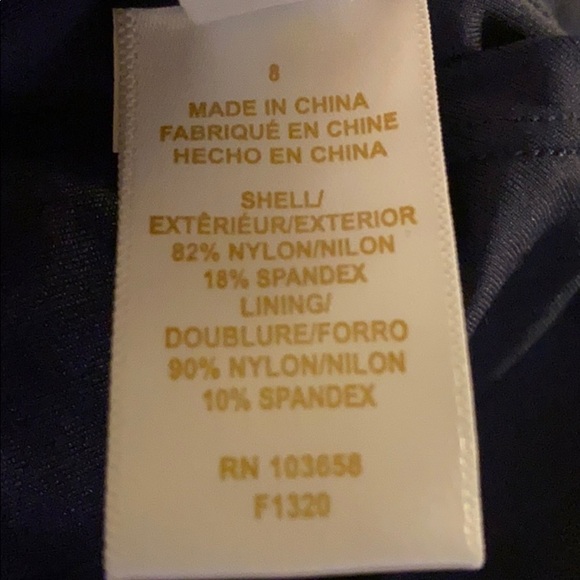 8
MADE IN CHINA
FABRIQUÉ EN CHINE
HECHO EN CHINA
SHELL/
EXTÊRIÉUR/EXTERIOR
82% NYLON/NILON
18% SPANDEX
LINING/
DOUBLURE/FORRO
90% NYLON/NILON
10% SPANDEX
RN 103658
F1320